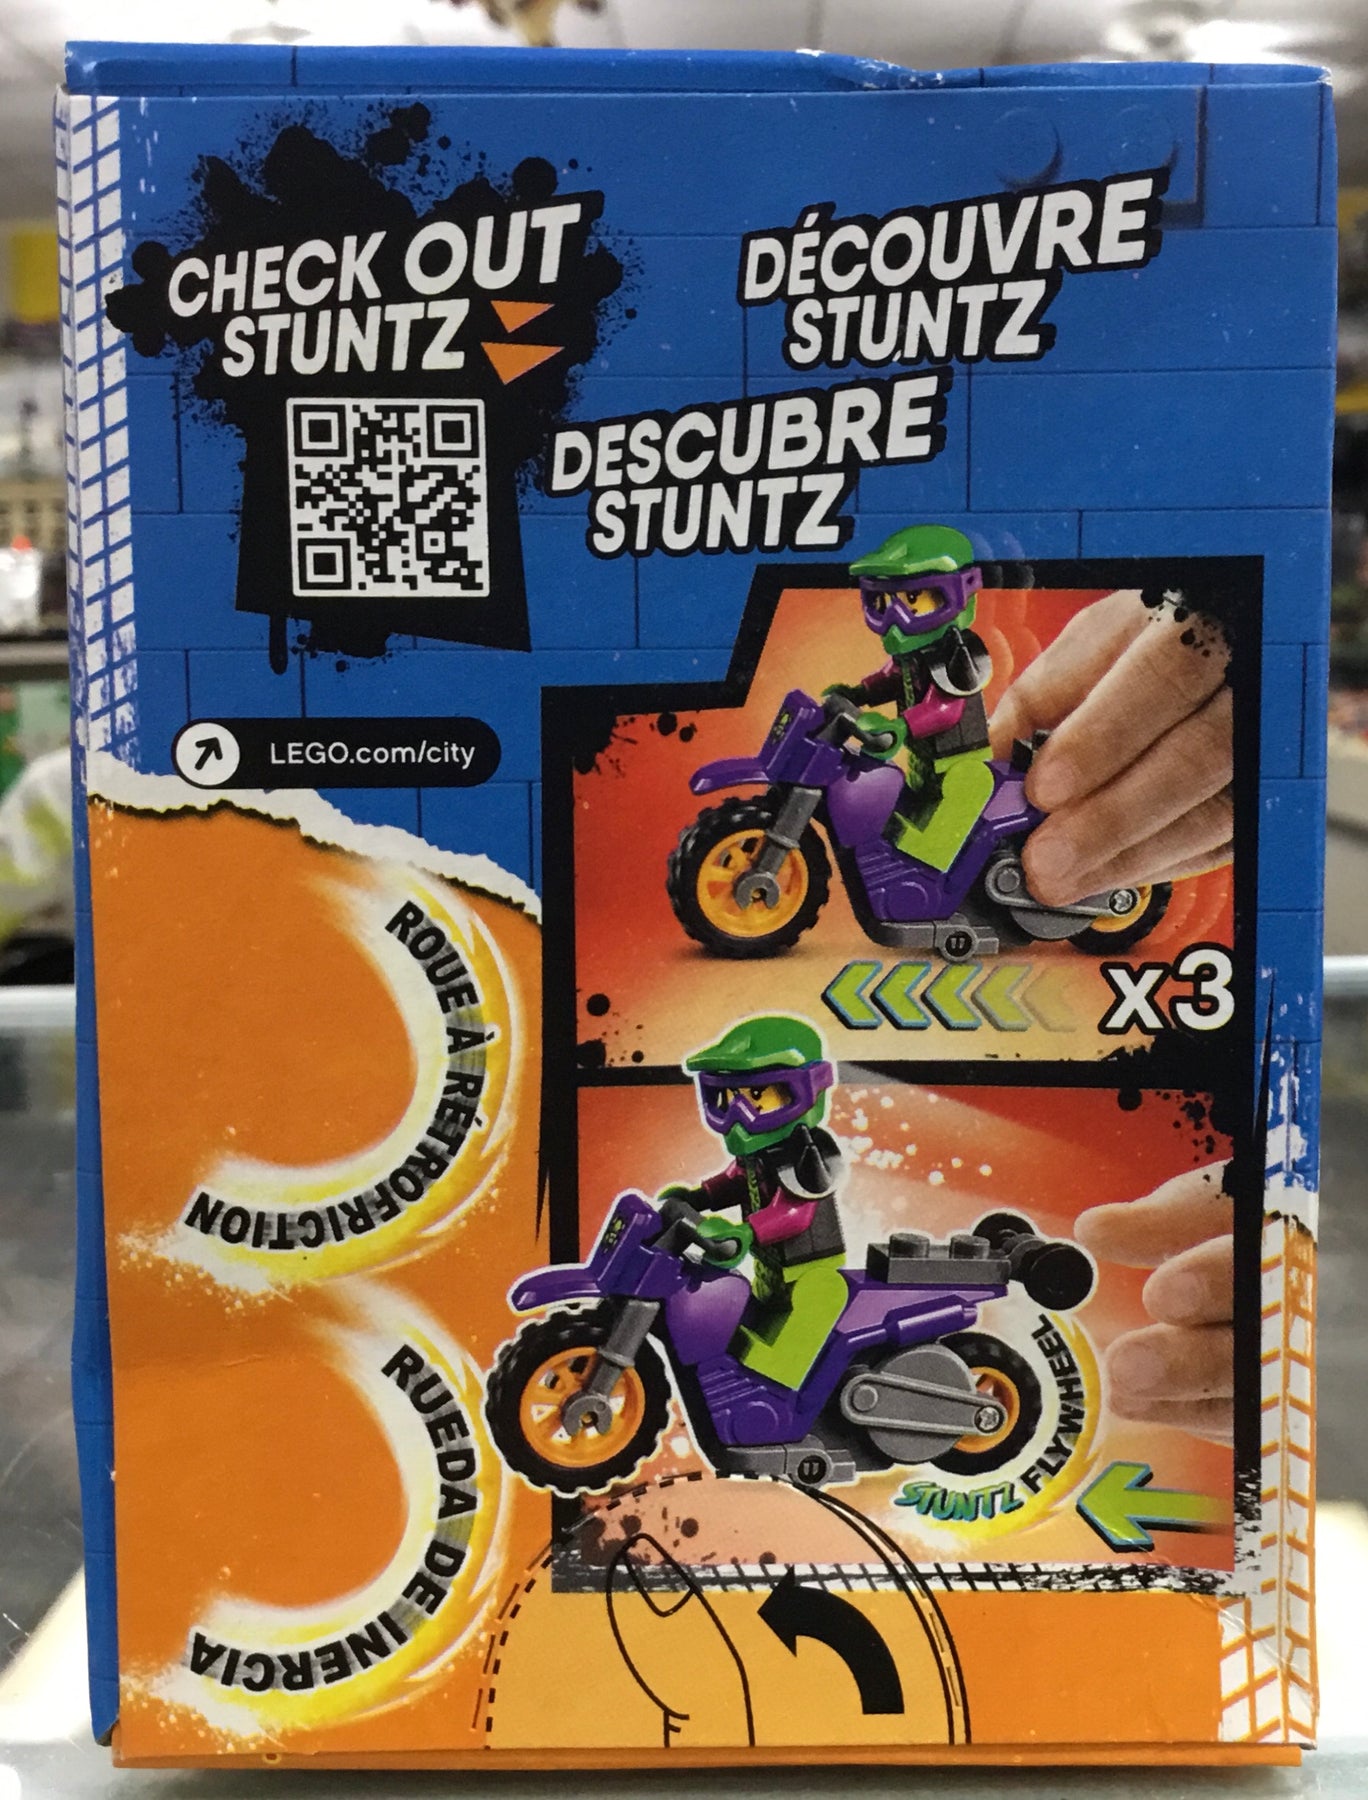 CHECK OUT
STUNTZ
DÉCOUVRE
STUNTZ
DESCUBRE
STUNTZ
LEGO.com/city
ROUE À RÉTROFRICTION
x3
RUEDA DE INERCIA
STUNTZ FLYWHEEL